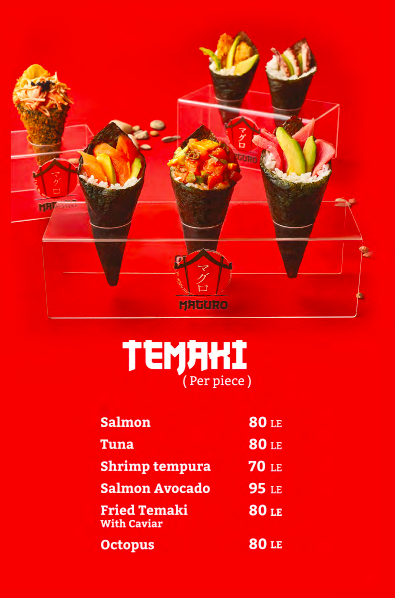 マグロ
MAGURO
TEMAKI
( Per piece )
Salmon 80 LE
Tuna 80 LE
Shrimp tempura 70 LE
Salmon Avocado 95 LE
Fried Temaki 80 LE
With Caviar
Octopus 80 LE